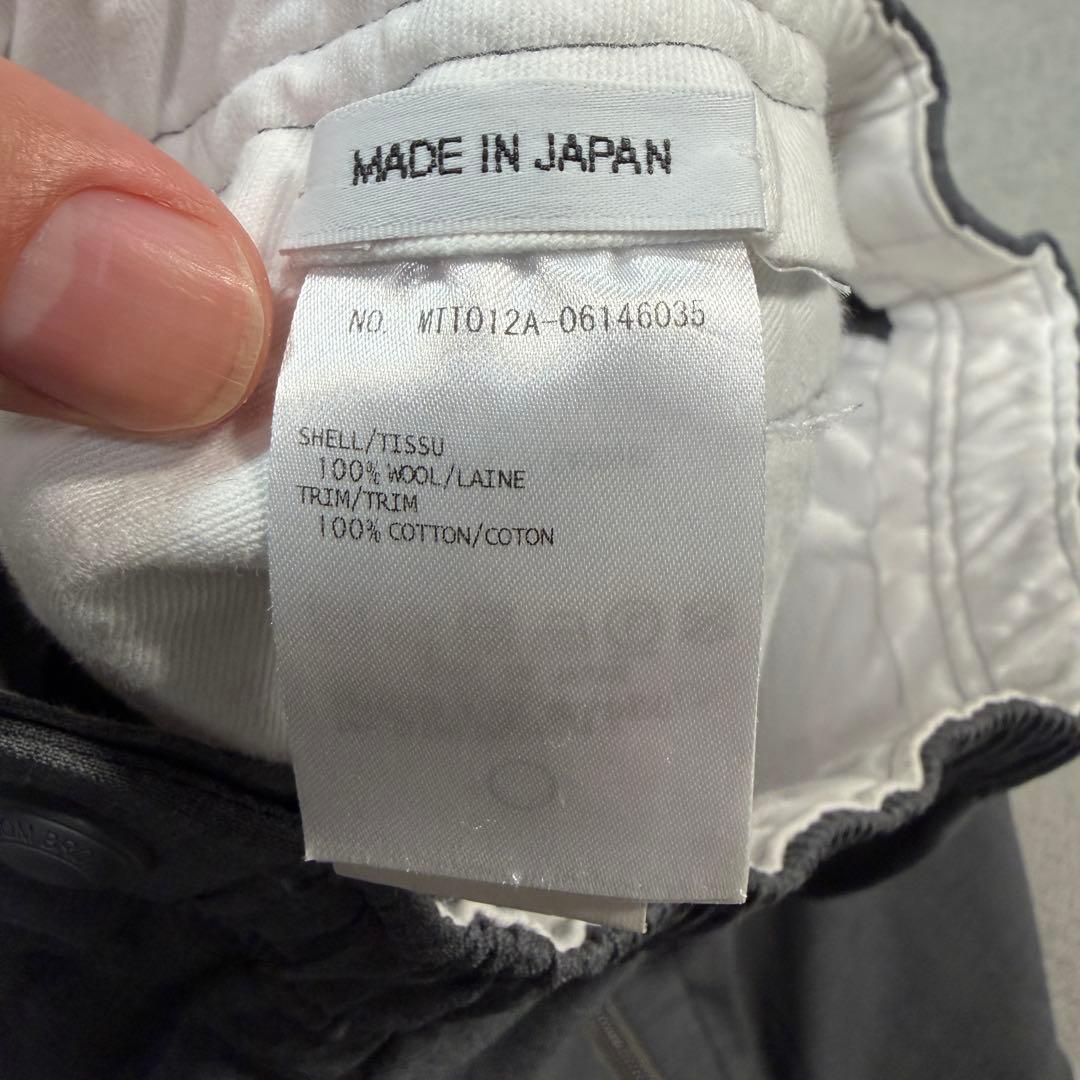 MADE IN JAPAN
NO. MTT012A-06146035
SHELL/TISSU
100% WOOL/LAINE
TRIM/TRIM
100% COTTON/COTON